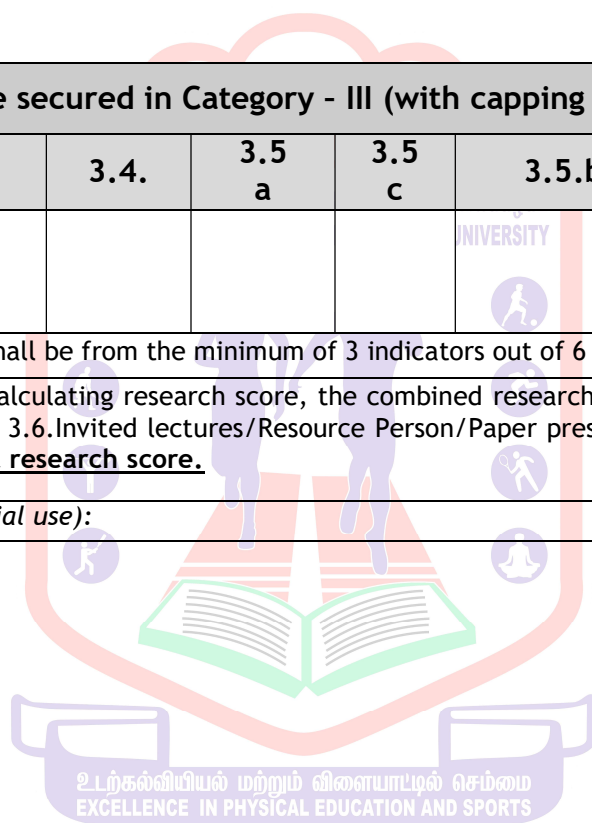 e secured in Category – III (with capping
3.4. 3.5 a 3.5 c 3.5.b
UNIVERSITY
hall be from the minimum of 3 indicators out of 6
alculating research score, the combined research
3.6.Invited lectures/Resource Person/Paper pres
research score.
ial use):
உடற்கல்வியியல் மற்றும் விளையாட்டில் செம்மை
EXCELLENCE IN PHYSICAL EDUCATION AND SPORTS